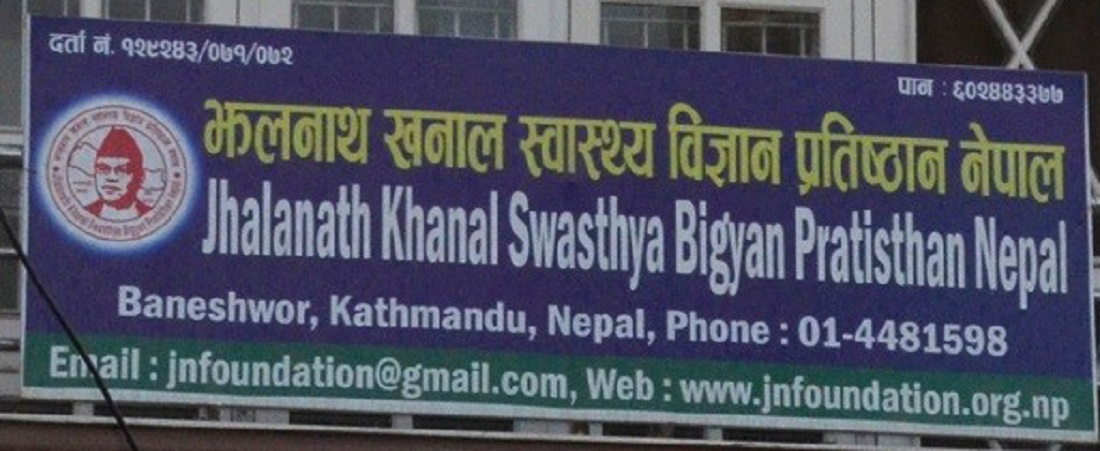 दर्ता नं. १२९२४३/०७१/०७२
पान : ६०२४४३३७७
झलनाथ खनाल स्वास्थ्य विज्ञान प्रतिष्ठान नेपाल
Jhalanath Khanal Swasthya Bigyan Pratisthan Nepal
Baneshwor, Kathmandu, Nepal, Phone : 01-4481598
Email : jnfoundation@gmail.com, Web : www.jnfoundation.org.np